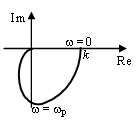 Im
ω = 0
k
Re
ω = ωp